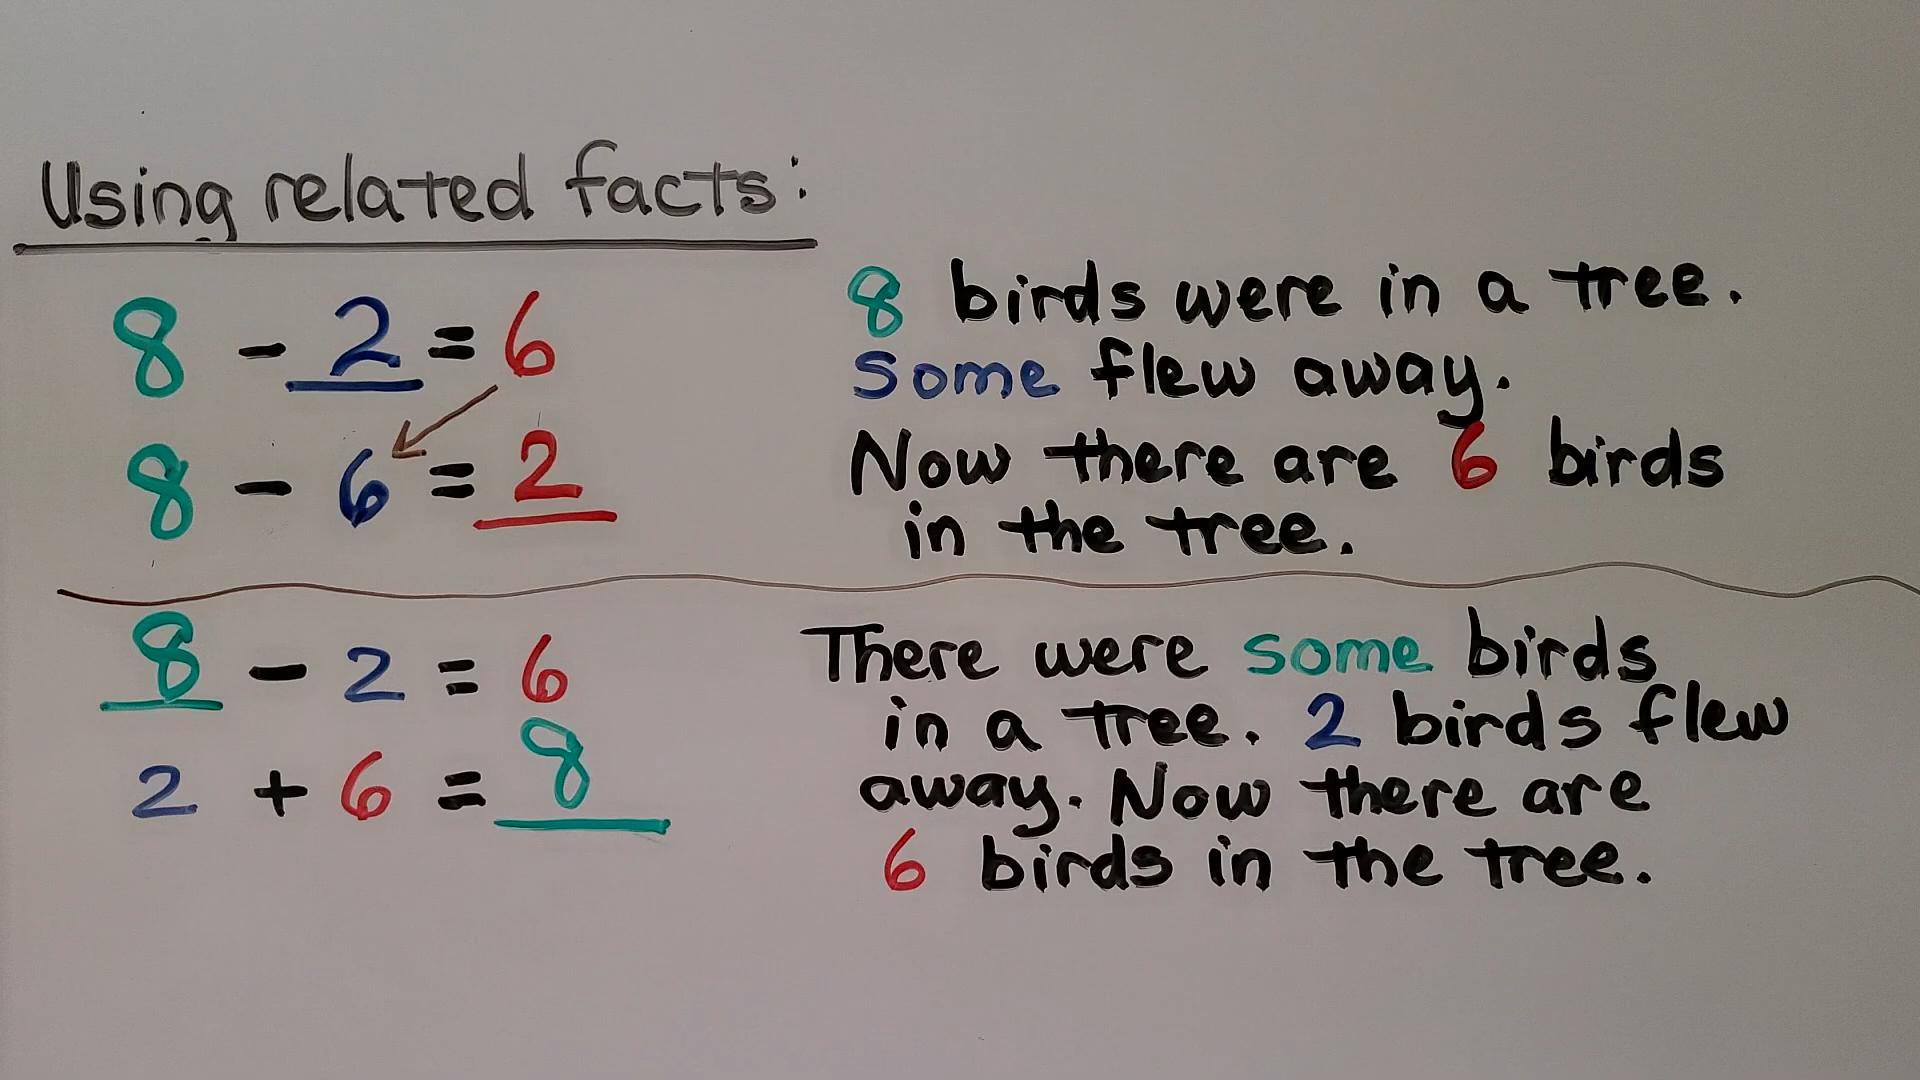 Using related facts:
8 - 2 = 6
8 - 6 = 2
8 birds were in a tree.
Some flew away.
Now there are 6 birds
in the tree.
8 - 2 = 6
2 + 6 = 8
There were some birds
in a tree. 2 birds flew
away. Now there are
6 birds in the tree.